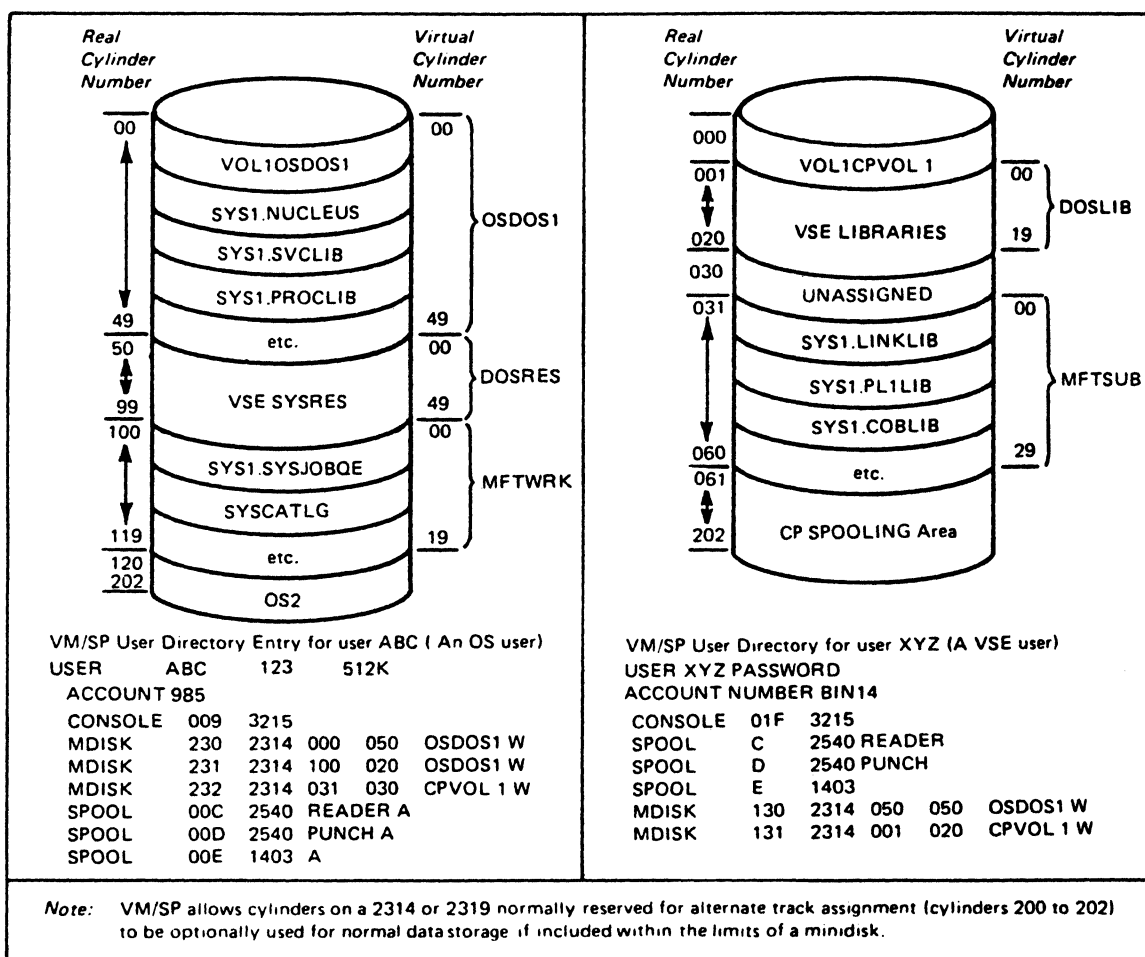 Real Cylinder Number
Virtual Cylinder Number
00
49
50
99
100
119
120
202
VOL1OSDOS1
SYS1.NUCLEUS
SYS1.SVCLIB
SYS1.PROCLIB
etc.
VSE SYSRES
SYS1.SYSJOBQE
SYSCATLG
etc.
OS2
00
49
00
49
00
19
OSDOS1
DOSRES
MFTWRK
VM/SP User Directory Entry for user ABC ( An OS user)
USER ABC 123 512K
ACCOUNT 985
CONSOLE 009 3215
MDISK 230 2314 000 050 OSDOS1 W
MDISK 231 2314 100 020 OSDOS1 W
MDISK 232 2314 031 030 CPVOL 1 W
SPOOL 00C 2540 READER A
SPOOL 00D 2540 PUNCH A
SPOOL 00E 1403 A
Real Cylinder Number
Virtual Cylinder Number
000
001
020
030
031
060
061
202
VOL1CPVOL 1
VSE LIBRARIES
UNASSIGNED
SYS1.LINKLIB
SYS1.PL1LIB
SYS1.COBLIB
etc.
CP SPOOLING Area
00
19
00
29
DOSLIB
MFTSUB
VM/SP User Directory for user XYZ (A VSE user)
USER XYZ PASSWORD
ACCOUNT NUMBER BIN14
CONSOLE 01F 3215
SPOOL C 2540 READER
SPOOL D 2540 PUNCH
SPOOL E 1403
MDISK 130 2314 050 050 OSDOS1 W
MDISK 131 2314 001 020 CPVOL 1 W
Note: VM/SP allows cylinders on a 2314 or 2319 normally reserved for alternate track assignment (cylinders 200 to 202)
to be optionally used for normal data storage if included within the limits of a minidisk.